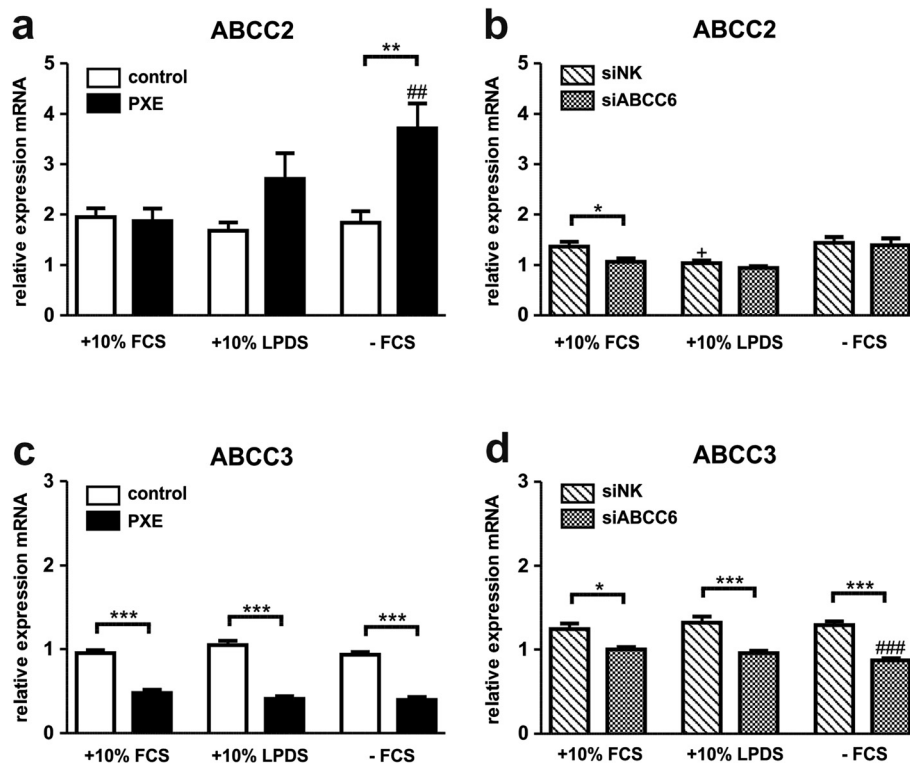 a
ABCC2
relative expression mRNA
5
4
3
2
1
0
control
PXE
**
##
+10% FCS
+10% LPDS
- FCS
b
ABCC2
relative expression mRNA
5
4
3
2
1
0
siNK
siABCC6
*
+
+10% FCS
+10% LPDS
- FCS
c
ABCC3
relative expression mRNA
3
2
1
0
control
PXE
***
***
***
+10% FCS
+10% LPDS
- FCS
d
ABCC3
relative expression mRNA
3
2
1
0
siNK
siABCC6
*
***
***
###
+10% FCS
+10% LPDS
- FCS